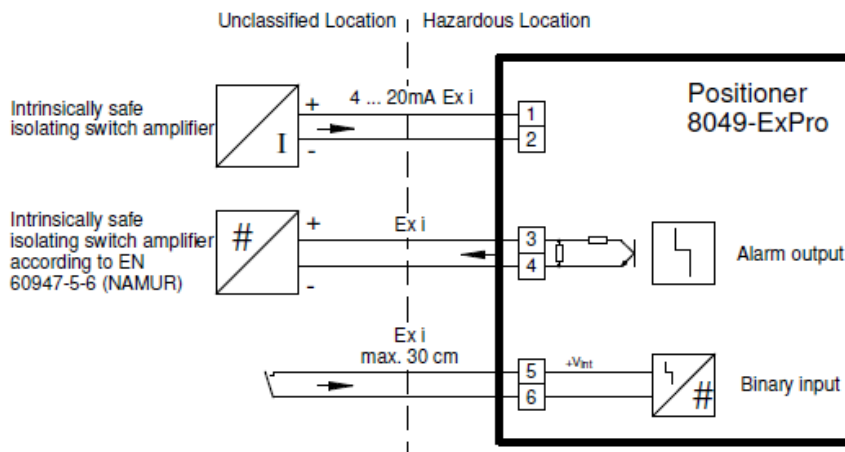 Unclassified Location
Hazardous Location
Intrinsically safe
isolating switch amplifier
+
I
-
4 ... 20mA Ex i
1
2
Positioner
8049-ExPro
Intrinsically safe
isolating switch amplifier
according to EN
60947-5-6 (NAMUR)
#
+
-
Ex i
3
4
Alarm output
Ex i
max. 30 cm
5
6
+Vint
#
Binary input